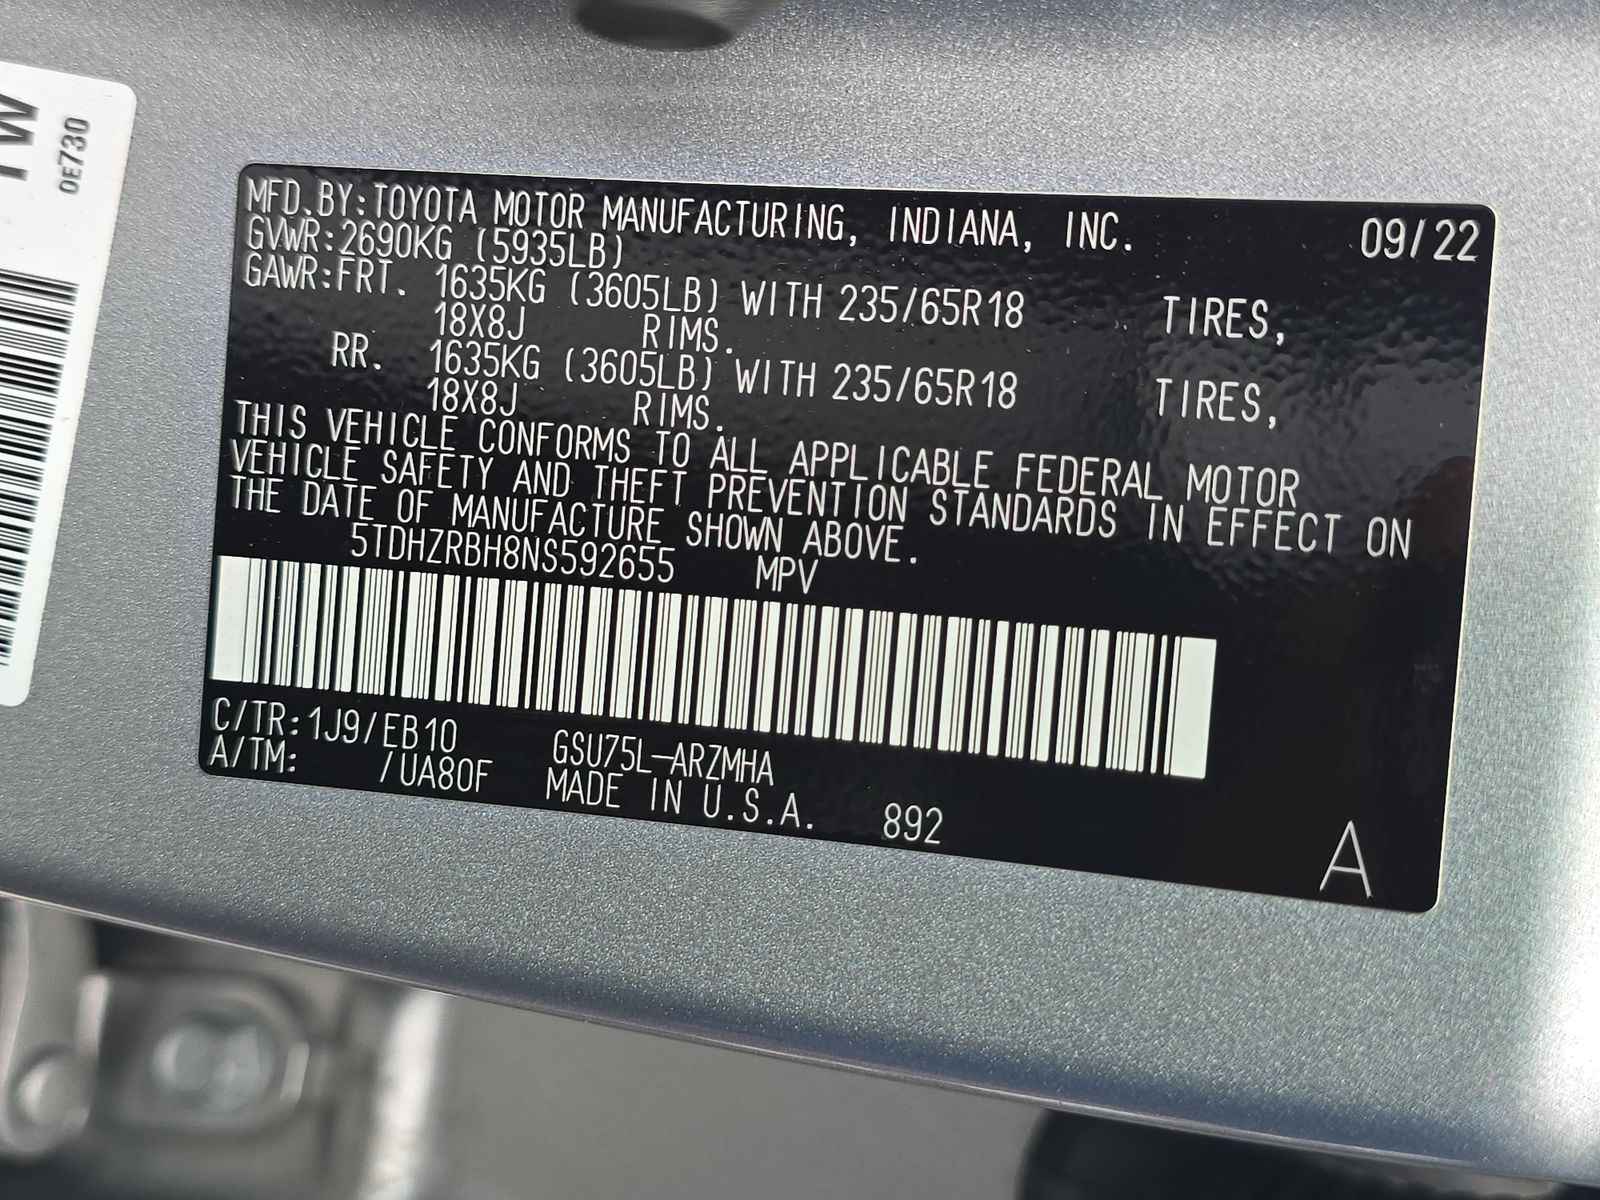 TW
0E730
MFD.BY:TOYOTA MOTOR MANUFACTURING, INDIANA, INC. 09/22
GVWR:2690KG (5935LB)
GAWR:FRT. 1635KG (3605LB) WITH 235/65R18 TIRES,
18X8J RIMS.
RR. 1635KG (3605LB) WITH 235/65R18 TIRES,
18X8J RIMS.
THIS VEHICLE CONFORMS TO ALL APPLICABLE FEDERAL MOTOR
VEHICLE SAFETY AND THEFT PREVENTION STANDARDS IN EFFECT ON
THE DATE OF MANUFACTURE SHOWN ABOVE.
5TDHZRBH8NS592655 MPV
C/TR:1J9/EB10 GSU75L-ARZMHA
A/TM: /UA80F MADE IN U.S.A. 892
A